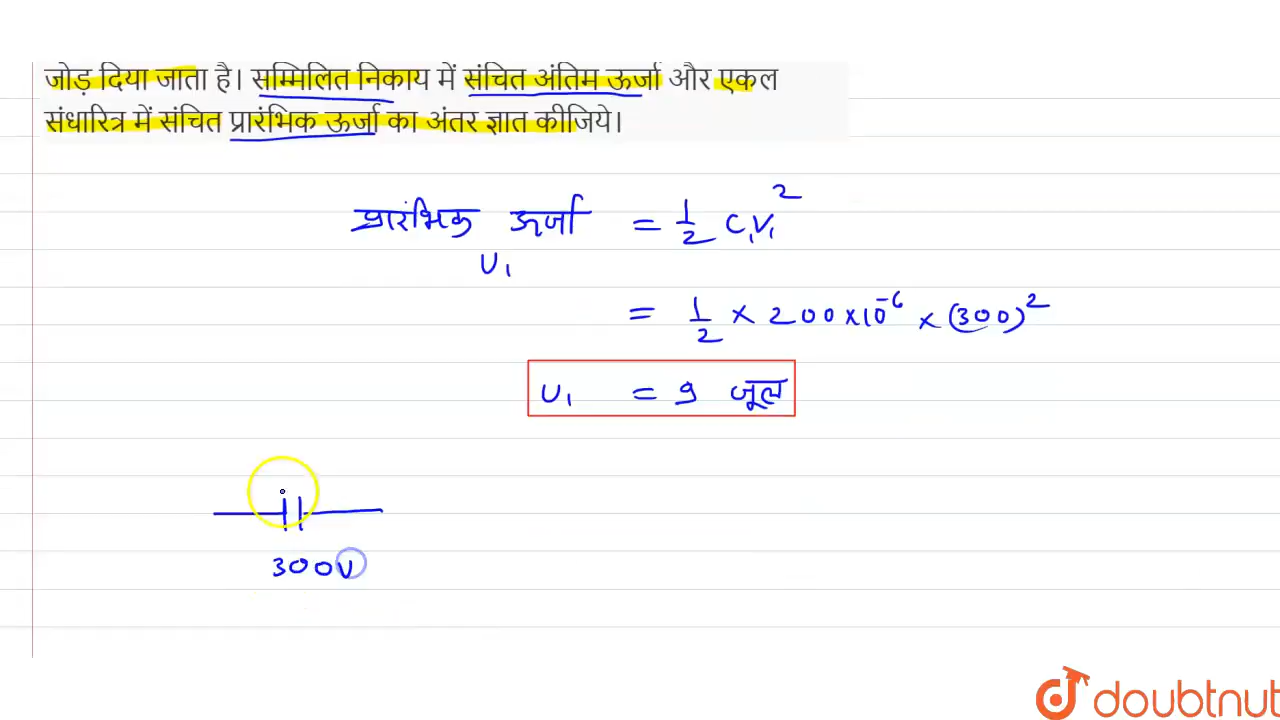 जोड़ दिया जाता है। सम्मिलित निकाय में संचित अंतिम ऊर्जा और एकल
संधारित्र में संचित प्रारंभिक ऊर्जा का अंतर ज्ञात कीजिये।
प्रारंभिक ऊर्जा = 1/2 C₁V₁²
U₁
= 1/2 × 200×10⁻⁶ × (300)²
U₁ = 9 जूल
300V
doubtnut